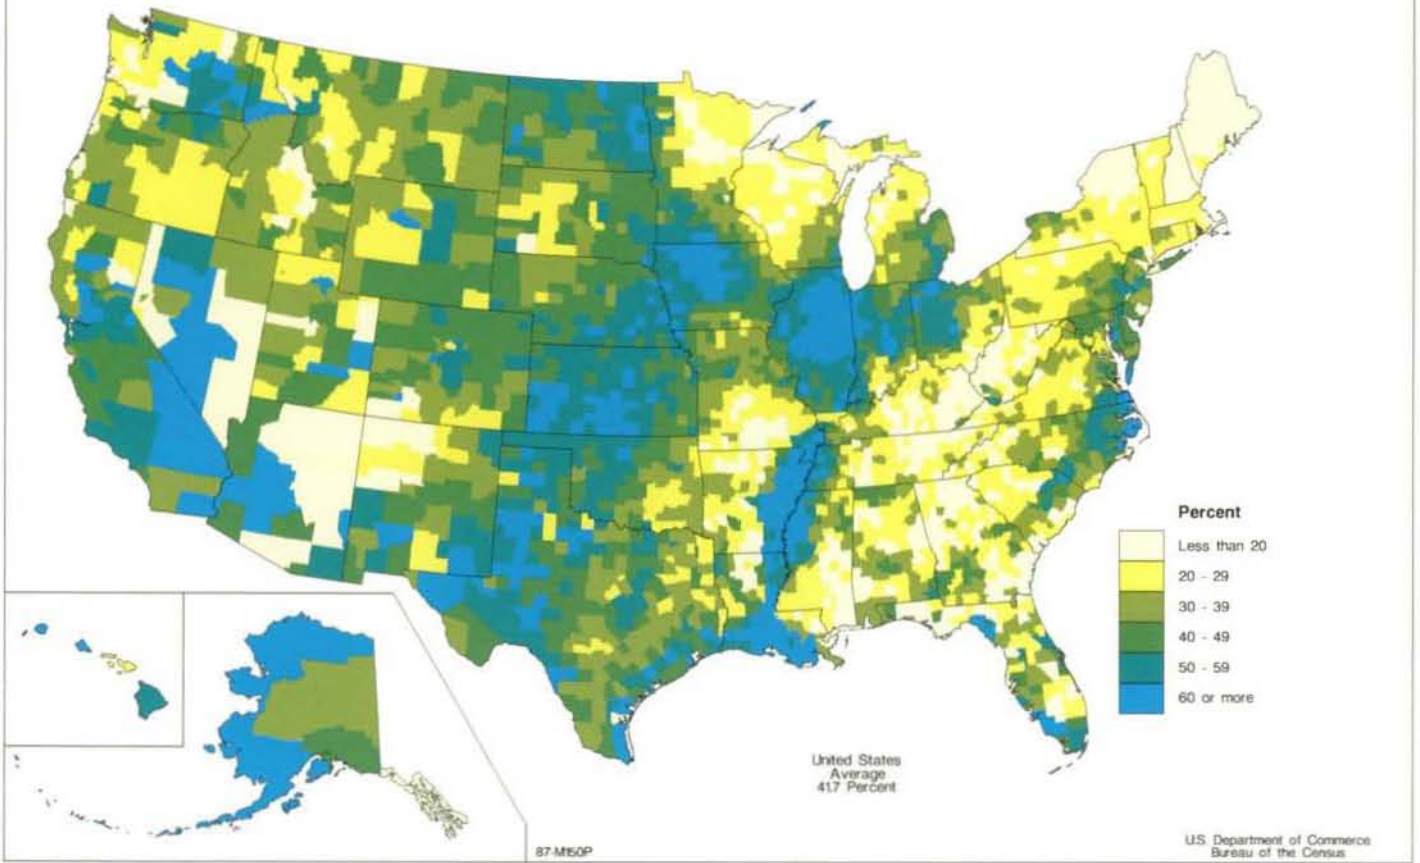 Percent
Less than 20
20 - 29
30 - 39
40 - 49
50 - 59
60 or more
United States
Average
41.7 Percent
87-M150P
U.S. Department of Commerce
Bureau of the Census